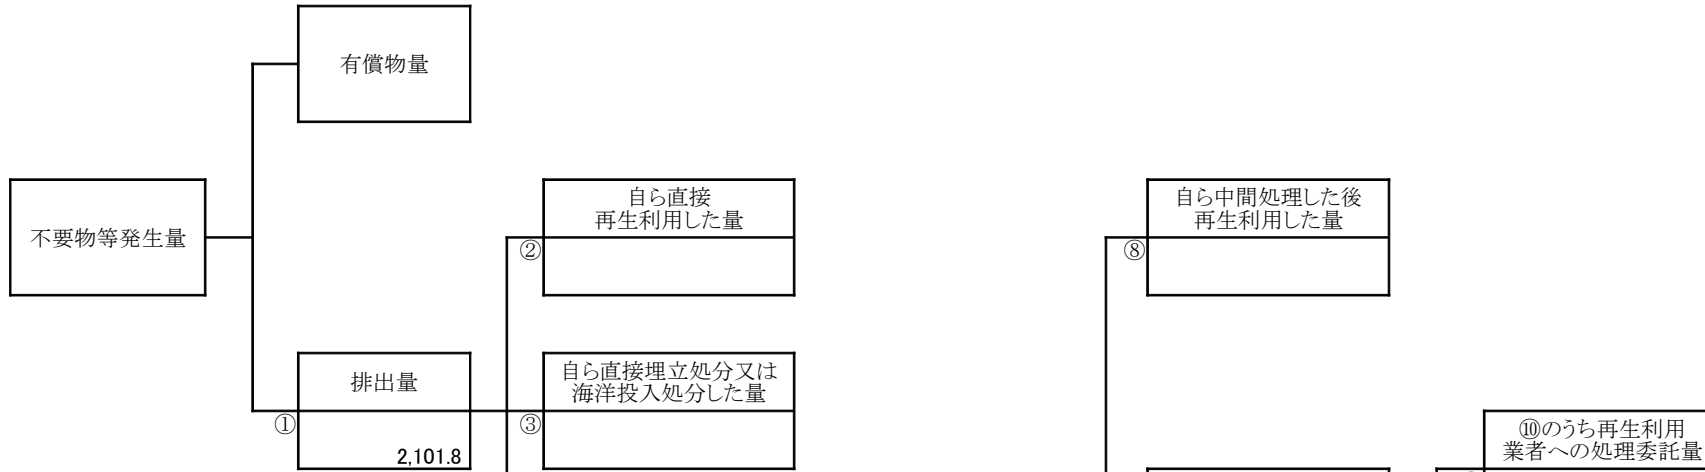 有償物量
不要物等発生量
自ら直接
再生利用した量
②
自ら中間処理した後
再生利用した量
⑧
排出量
①
2,101.8
自ら直接埋立処分又は
海洋投入処分した量
③
⑩のうち再生利用
業者への処理委託量